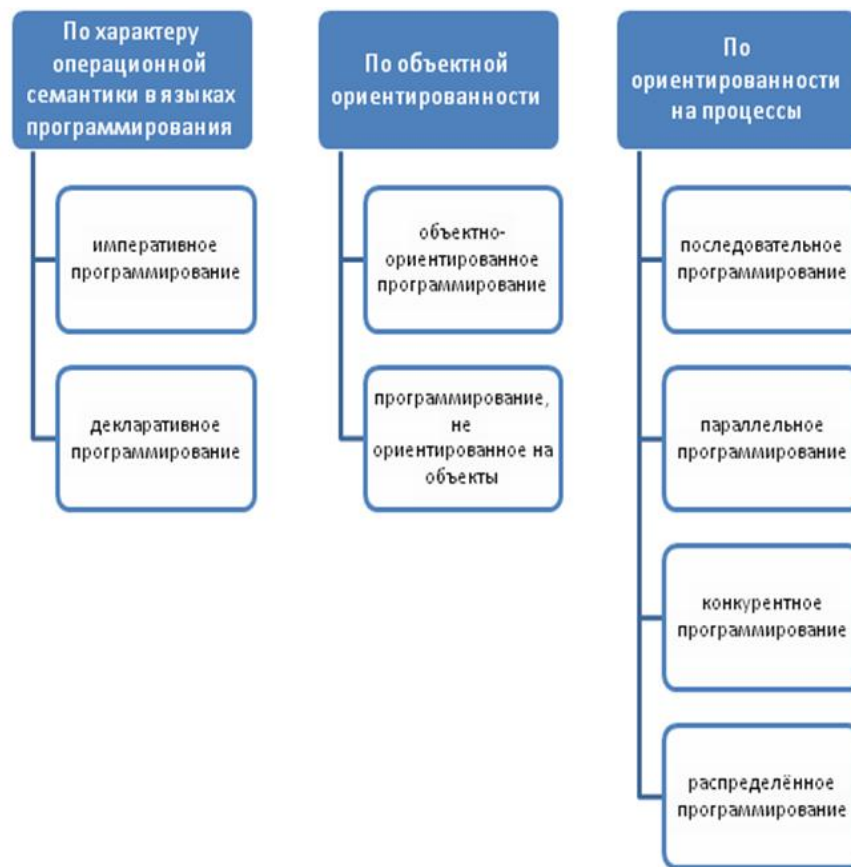 По характеру
операционной
семантики в языках
программирования
императивное
программирование
декларативное
программирование
По объектной
ориентированности
объектно-
ориентированное
программирование
программирование,
не
ориентированное на
объекты
По
ориентированности
на процессы
последовательное
программирование
параллельное
программирование
конкурентное
программирование
распределённое
программирование